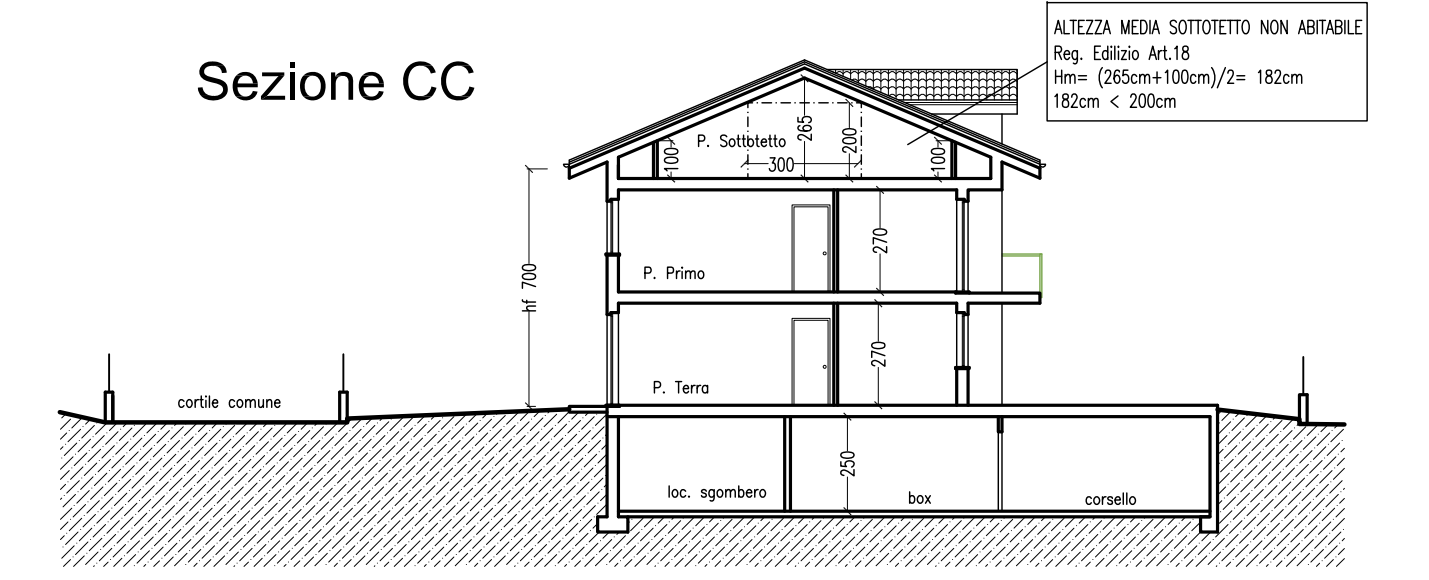 ALTEZZA MEDIA SOTTOTETTO NON ABITABILE
Reg. Edilizio Art.18
Hm= (265cm+100cm)/2= 182cm
182cm < 200cm
Sezione CC
P. Sottotetto
100
265
200
100
300
hf 700
270
P. Primo
270
P. Terra
cortile comune
250
loc. sgombero
box
corsello